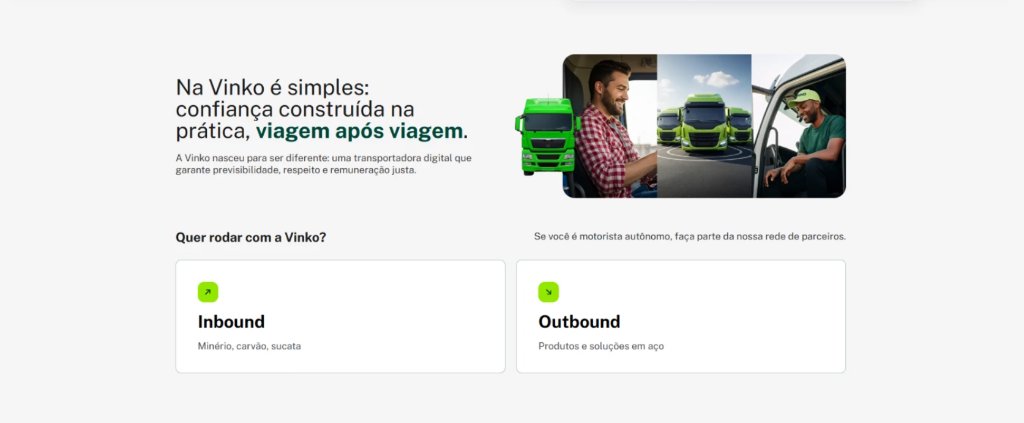 Na Vinko é simples:
confiança construída na
prática, viagem após viagem.
A Vinko nasceu para ser diferente: uma transportadora digital que
garante previsibilidade, respeito e remuneração justa.
Quer rodar com a Vinko?
Se você é motorista autônomo, faça parte da nossa rede de parceiros.
Inbound
Minério, carvão, sucata
Outbound
Produtos e soluções em aço